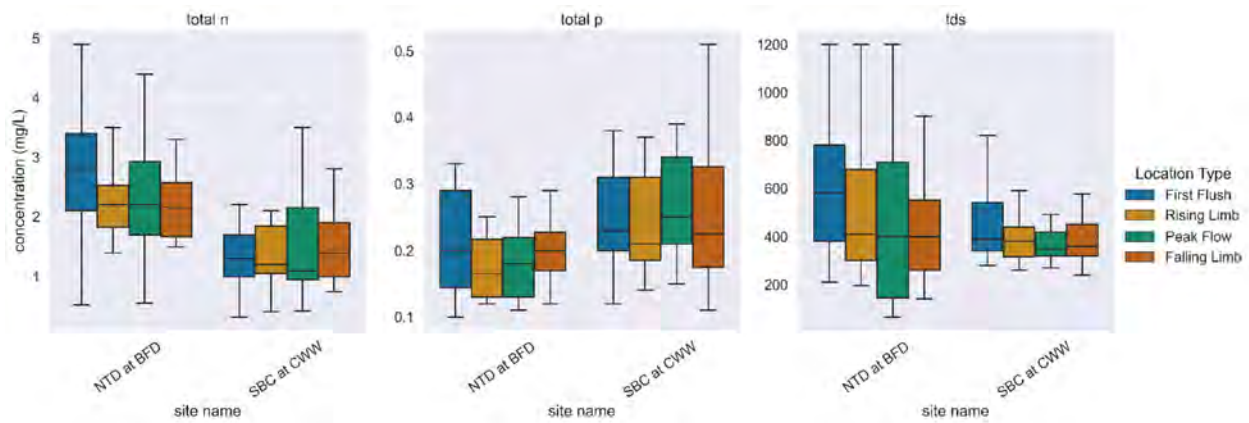 total n
total p
tds
concentration (mg/L)
5
4
3
2
1
0.5
0.4
0.3
0.2
0.1
1200
1000
800
600
400
200
NTD at BFD
SBC at CWW
NTD at BFD
SBC at CWW
NTD at BFD
SBC at CWW
site name
site name
site name
Location Type
First Flush
Rising Limb
Peak Flow
Falling Limb